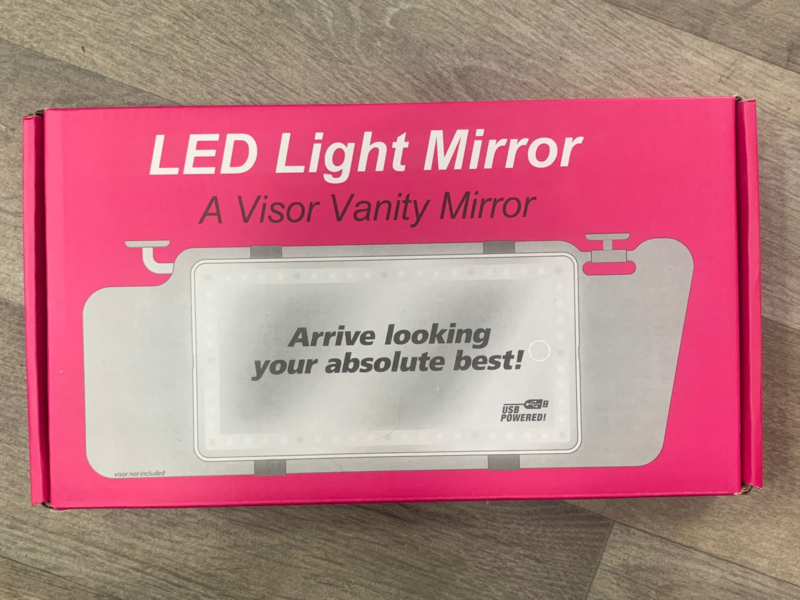 LED Light Mirror
A Visor Vanity Mirror
Arrive looking
your absolute best!
USB
POWERED!
visor not included